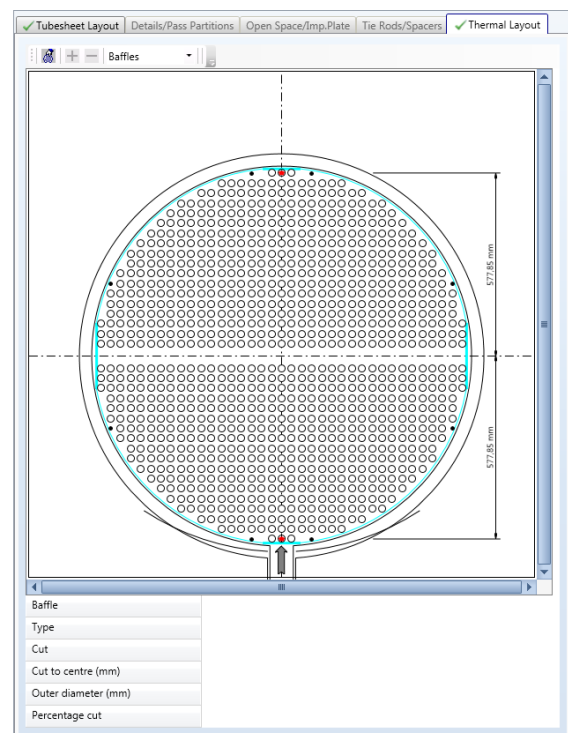 Tubesheet Layout Details/Pass Partitions Open Space/Imp.Plate Tie Rods/Spacers Thermal Layout
Baffles
577.85 mm
577.85 mm
Baffle
Type
Cut
Cut to centre (mm)
Outer diameter (mm)
Percentage cut